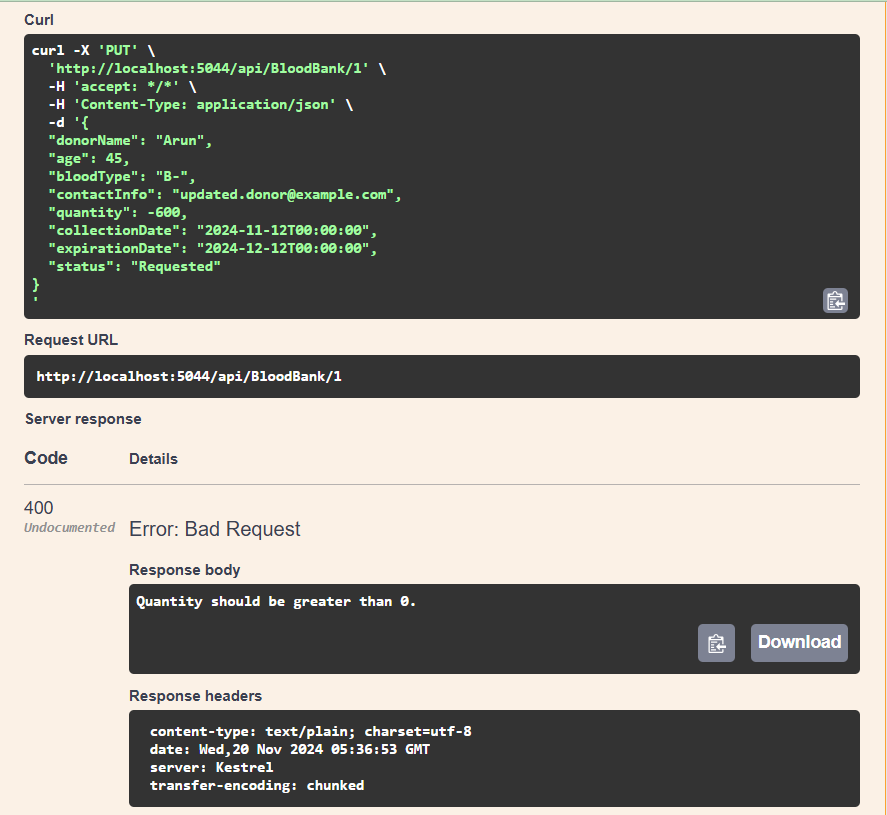 Curl
curl -X 'PUT' \
  'http://localhost:5044/api/BloodBank/1' \
  -H 'accept: */*' \
  -H 'Content-Type: application/json' \
  -d '{
  "donorName": "Arun",
  "age": 45,
  "bloodType": "B-",
  "contactInfo": "updated.donor@example.com",
  "quantity": -600,
  "collectionDate": "2024-11-12T00:00:00",
  "expirationDate": "2024-12-12T00:00:00",
  "status": "Requested"
}
'
Request URL
http://localhost:5044/api/BloodBank/1
Server response
Code Details
400
Undocumented
Error: Bad Request
Response body
Quantity should be greater than 0.
Download
Response headers
content-type: text/plain; charset=utf-8
date: Wed,20 Nov 2024 05:36:53 GMT
server: Kestrel
transfer-encoding: chunked